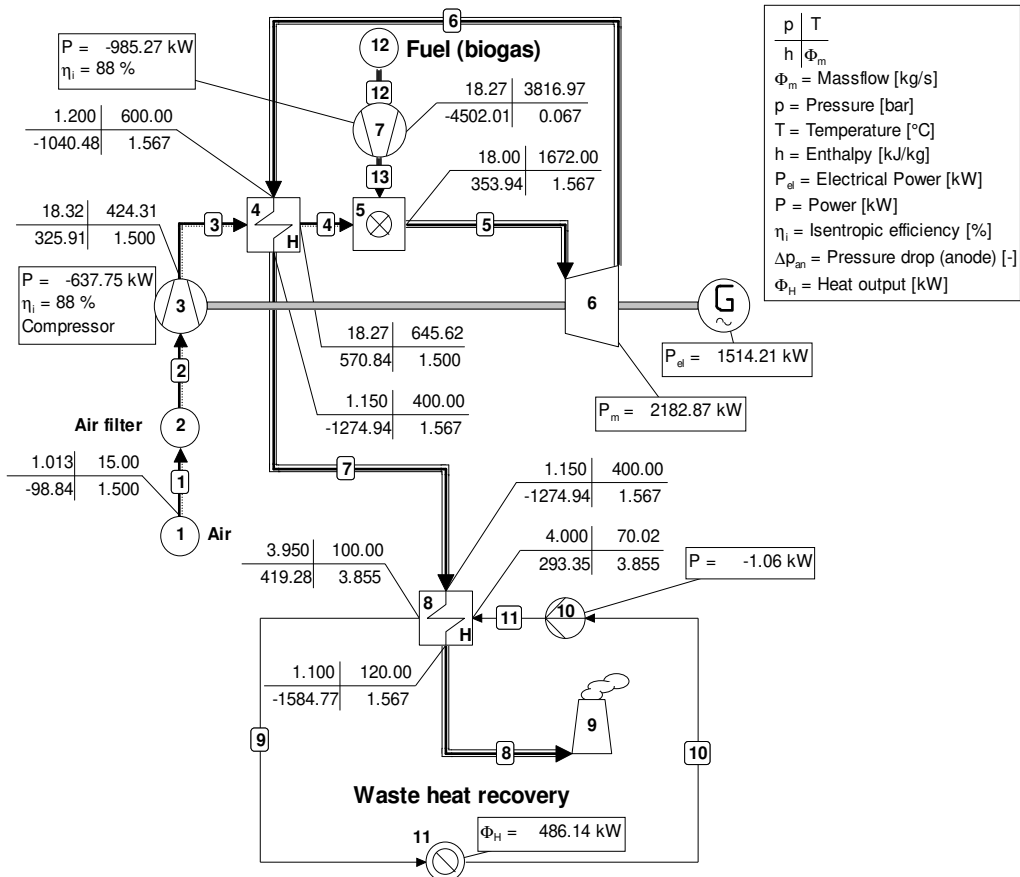 6
P = -985.27 kW
ηi = 88 %
12
Fuel (biogas)
12
7
18.27 3816.97
-4502.01 0.067
1.200 600.00
-1040.48 1.567
13
18.00 1672.00
353.94 1.567
18.32 424.31
325.91 1.500
3
4
H
4
5
5
P = -637.75 kW
ηi = 88 %
Compressor
3
6
G
~
Pel = 1514.21 kW
18.27 645.62
570.84 1.500
2
1.150 400.00
-1274.94 1.567
Pm = 2182.87 kW
Air filter
2
1.013 15.00
-98.84 1.500
1
7
1.150 400.00
-1274.94 1.567
1
Air
3.950 100.00
419.28 3.855
4.000 70.02
293.35 3.855
P = -1.06 kW
8
H
11
10
1.100 120.00
-1584.77 1.567
9
9
8
10
Waste heat recovery
11
ΦH = 486.14 kW
p T
h Φm
Φm = Massflow [kg/s]
p = Pressure [bar]
T = Temperature [°C]
h = Enthalpy [kJ/kg]
Pel = Electrical Power [kW]
P = Power [kW]
ηi = Isentropic efficiency [%]
Δpan = Pressure drop (anode) [-]
ΦH = Heat output [kW]